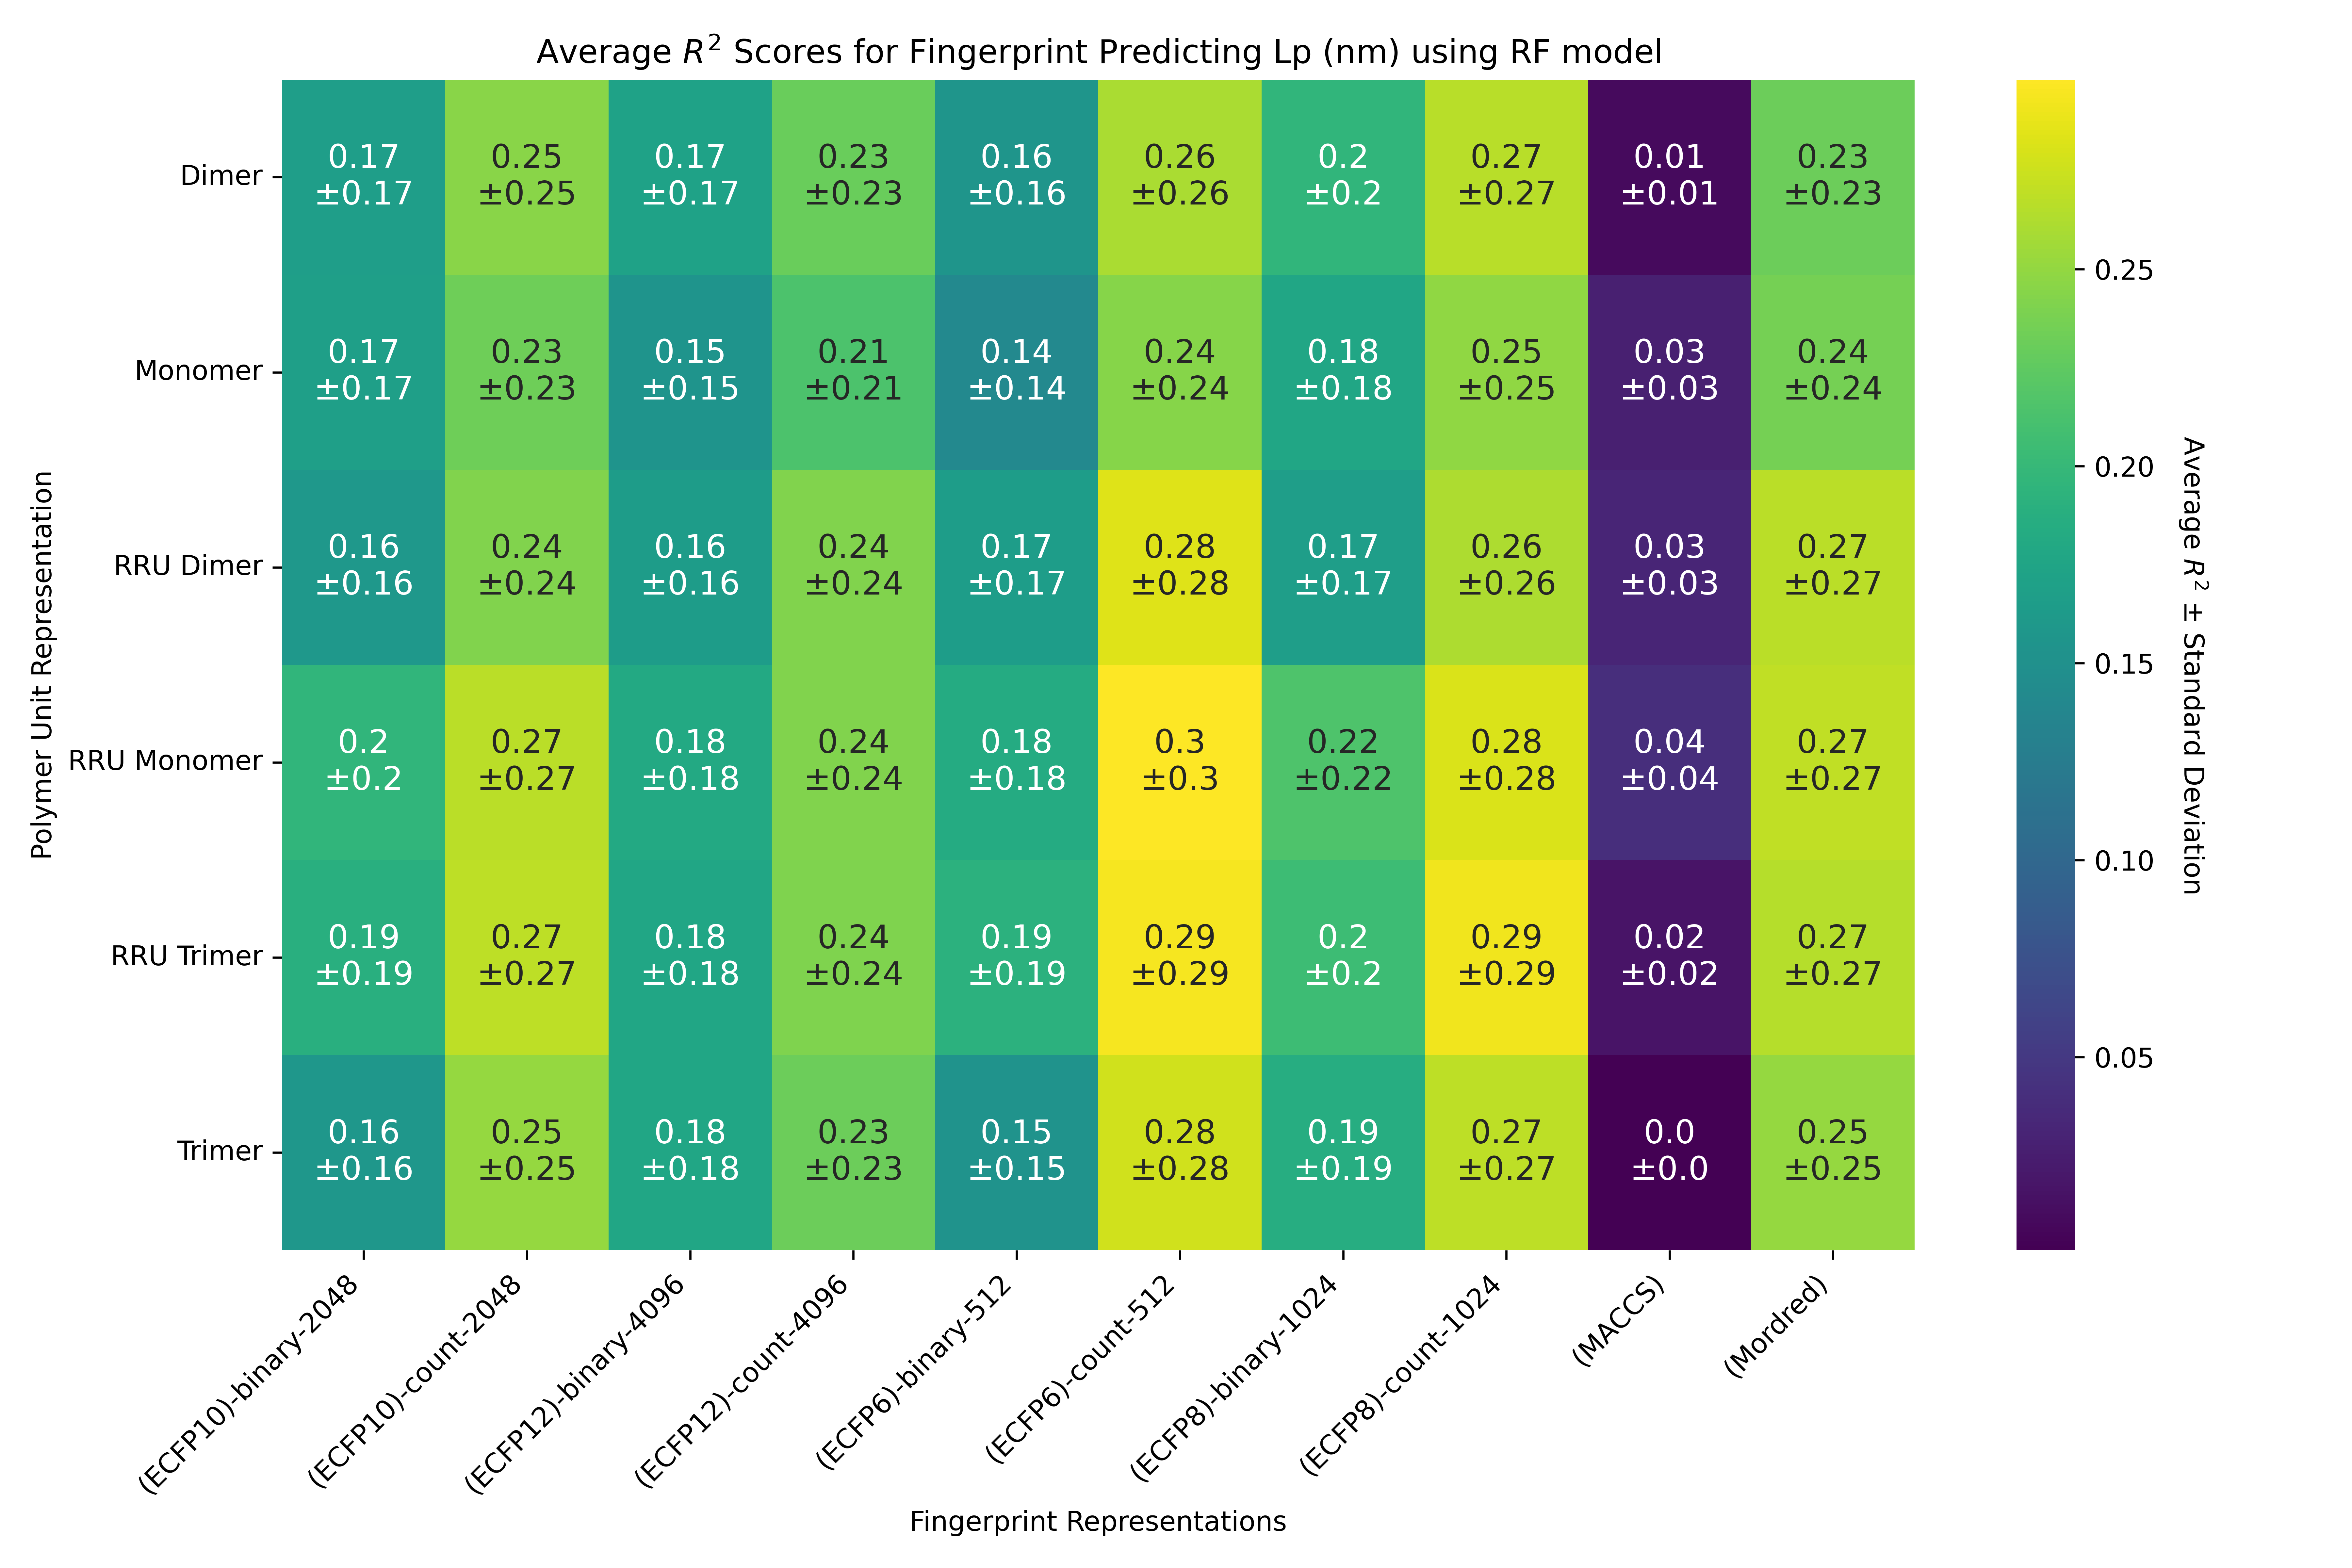 Average R² Scores for Fingerprint Predicting Lp (nm) using RF model
Polymer Unit Representation
Dimer
0.17 0.25 0.17 0.23 0.16 0.26 0.2 0.27 0.01 0.23
±0.17 ±0.25 ±0.17 ±0.23 ±0.16 ±0.26 ±0.2 ±0.27 ±0.01 ±0.23
Monomer
0.17 0.23 0.15 0.21 0.14 0.24 0.18 0.25 0.03 0.24
±0.17 ±0.23 ±0.15 ±0.21 ±0.14 ±0.24 ±0.18 ±0.25 ±0.03 ±0.24
RRU Dimer
0.16 0.24 0.16 0.24 0.17 0.28 0.17 0.26 0.03 0.27
±0.16 ±0.24 ±0.16 ±0.24 ±0.17 ±0.28 ±0.17 ±0.26 ±0.03 ±0.27
RRU Monomer
0.2 0.27 0.18 0.24 0.18 0.3 0.22 0.28 0.04 0.27
±0.2 ±0.27 ±0.18 ±0.24 ±0.18 ±0.3 ±0.22 ±0.28 ±0.04 ±0.27
RRU Trimer
0.19 0.27 0.18 0.24 0.19 0.29 0.2 0.29 0.02 0.27
±0.19 ±0.27 ±0.18 ±0.24 ±0.19 ±0.29 ±0.2 ±0.29 ±0.02 ±0.27
Trimer
0.16 0.25 0.18 0.23 0.15 0.28 0.19 0.27 0.0 0.25
±0.16 ±0.25 ±0.18 ±0.23 ±0.15 ±0.28 ±0.19 ±0.27 ±0.0 ±0.25
(ECFP10)-binary-2048
(ECFP10)-count-2048
(ECFP12)-binary-4096
(ECFP12)-count-4096
(ECFP6)-binary-512
(ECFP6)-count-512
(ECFP8)-binary-1024
(ECFP8)-count-1024
(MACCS)
(Mordred)
Fingerprint Representations
0.25
0.20
0.15
0.10
0.05
Average R² ± Standard Deviation